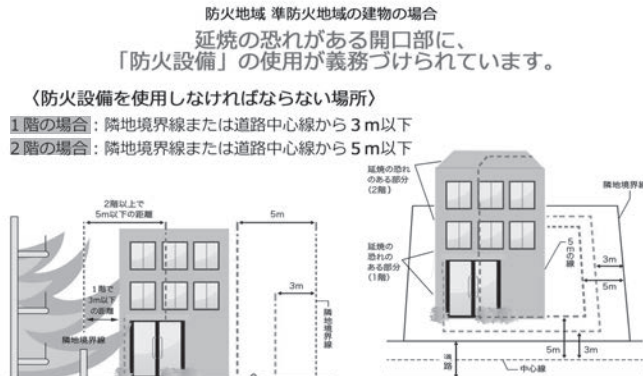 防火地域 準防火地域の建物の場合
延焼の恐れがある開口部に、
「防火設備」の使用が義務づけられています。
〈防火設備を使用しなければならない場所〉
1階の場合：隣地境界線または道路中心線から3m以下
2階の場合：隣地境界線または道路中心線から5m以下
2階以上で
5m以下の距離
1階で
3m以下
の距離
隣地境界線
5m
3m
隣地境界線
延焼の恐れ
のある部分
(2階)
延焼の
恐れのある部分
(1階)
隣地境界線
5mの線
3m
5m
5m
3m
道路
中心線